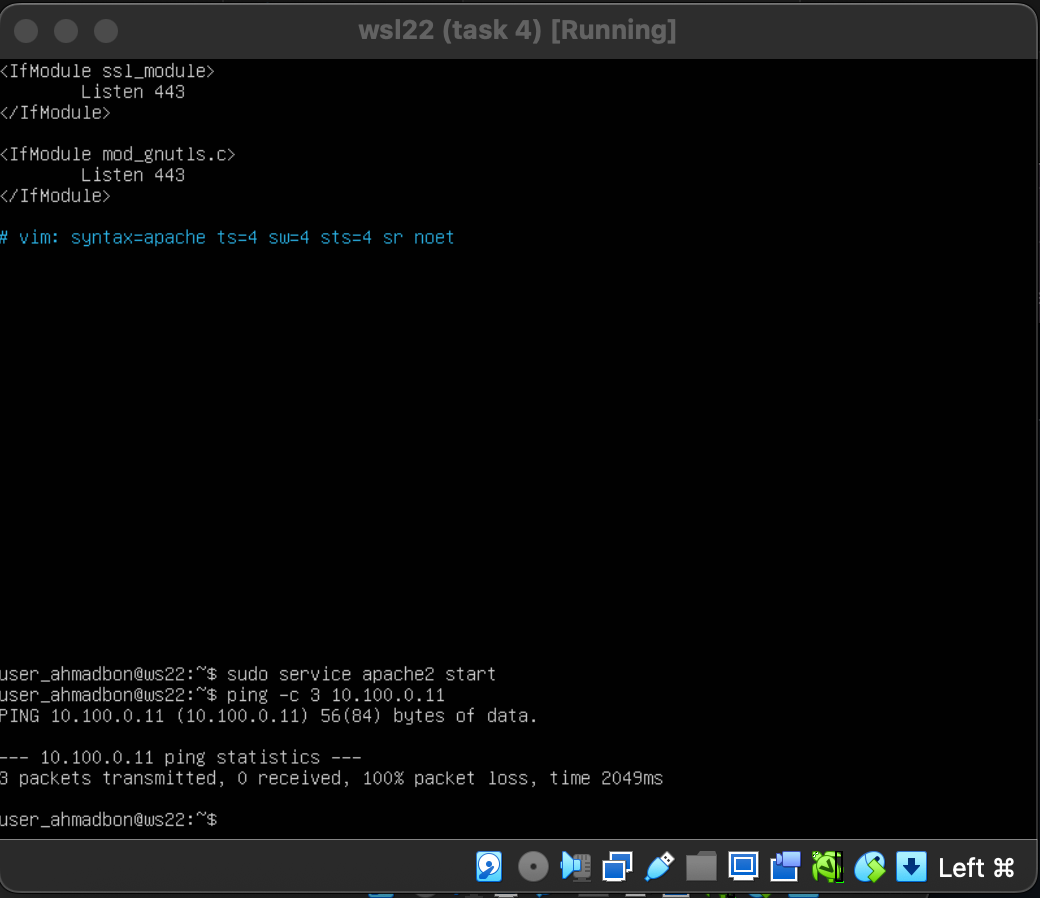 wsl22 (task 4) [Running]
<IfModule ssl_module>
        Listen 443
</IfModule>
<IfModule mod_gnutls.c>
        Listen 443
</IfModule>
# vim: syntax=apache ts=4 sw=4 sts=4 sr noet
user_ahmadbon@ws22:~$ sudo service apache2 start
user_ahmadbon@ws22:~$ ping -c 3 10.100.0.11
PING 10.100.0.11 (10.100.0.11) 56(84) bytes of data.
--- 10.100.0.11 ping statistics ---
3 packets transmitted, 0 received, 100% packet loss, time 2049ms
user_ahmadbon@ws22:~$
Left ⌘